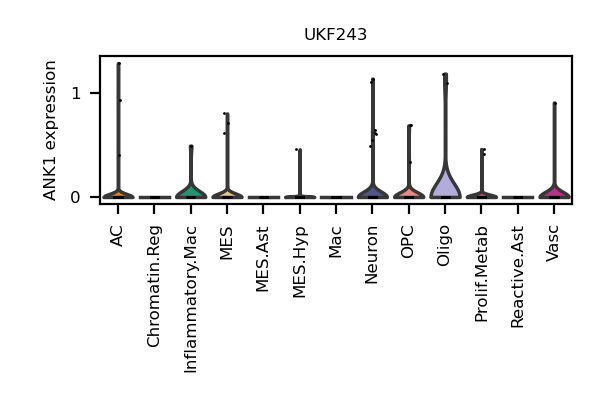 UKF243
ANK1 expression
1
0
AC
Chromatin.Reg
Inflammatory.Mac
MES
MES.Ast
MES.Hyp
Mac
Neuron
OPC
Oligo
Prolif.Metab
Reactive.Ast
Vasc